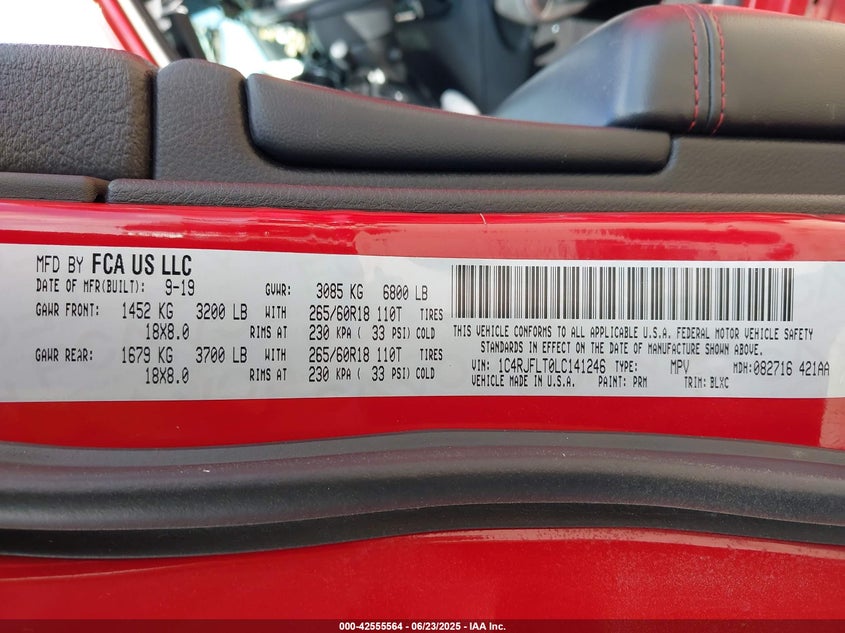 MFD BY FCA US LLC
DATE OF MFR(BUILT): 9-19 GVWR: 3085 KG 6800 LB
GAWR FRONT: 1452 KG 3200 LB WITH 265/60R18 110T TIRES
18X8.0 RIMS AT 230 KPA ( 33 PSI) COLD
GAWR REAR: 1679 KG 3700 LB WITH 265/60R18 110T TIRES
18X8.0 RIMS AT 230 KPA ( 33 PSI) COLD
THIS VEHICLE CONFORMS TO ALL APPLICABLE U.S.A. FEDERAL MOTOR VEHICLE SAFETY
STANDARDS IN EFFECT ON THE DATE OF MANUFACTURE SHOWN ABOVE.
VIN: 1C4RJFLT0LC141246 TYPE: MPV MDH:082716 421AA
VEHICLE MADE IN U.S.A. PAINT: PRM TRIM: BLXC
000-42555564 - 06/23/2025 - IAA Inc.